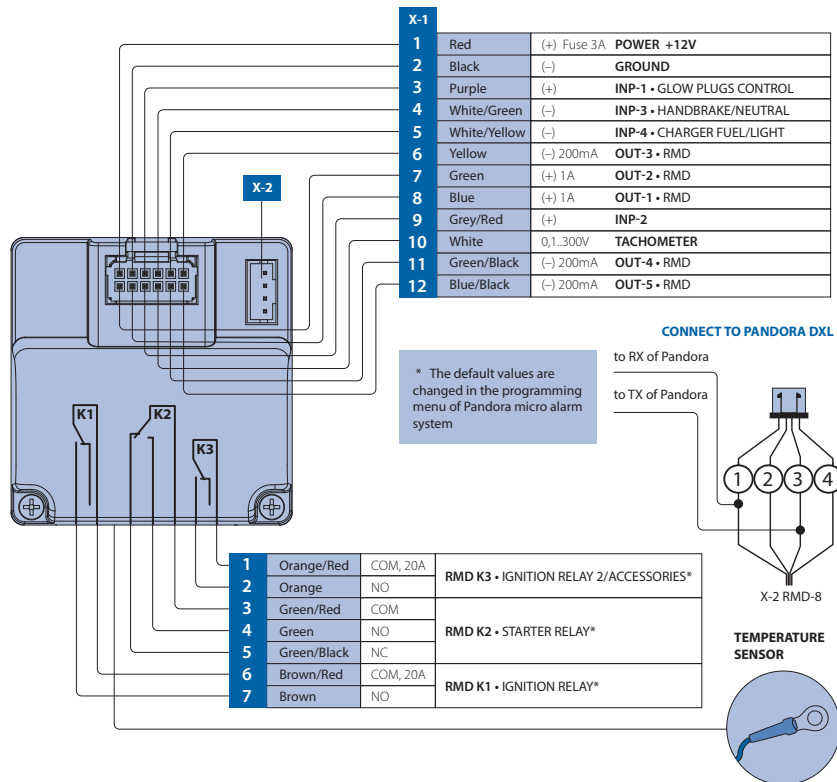 X-1
1 Red (+) Fuse 3A POWER +12V
2 Black (–) GROUND
3 Purple (+) INP-1 • GLOW PLUGS CONTROL
4 White/Green (–) INP-3 • HANDBRAKE/NEUTRAL
5 White/Yellow (–) INP-4 • CHARGER FUEL/LIGHT
6 Yellow (–) 200mA OUT-3 • RMD
7 Green (+) 1A OUT-2 • RMD
8 Blue (+) 1A OUT-1 • RMD
9 Grey/Red (+) INP-2
10 White 0,1..300V TACHOMETER
11 Green/Black (–) 200mA OUT-4 • RMD
12 Blue/Black (–) 200mA OUT-5 • RMD
X-2
K1
K2
K3
* The default values are
changed in the programming
menu of Pandora micro alarm
system
CONNECT TO PANDORA DXL
to RX of Pandora
to TX of Pandora
1 2 3 4
X-2 RMD-8
1 Orange/Red COM, 20A RMD K3 • IGNITION RELAY 2/ACCESSORIES*
2 Orange NO
3 Green/Red COM
4 Green NO RMD K2 • STARTER RELAY*
5 Green/Black NC
6 Brown/Red COM, 20A RMD K1 • IGNITION RELAY*
7 Brown NO
TEMPERATURE
SENSOR